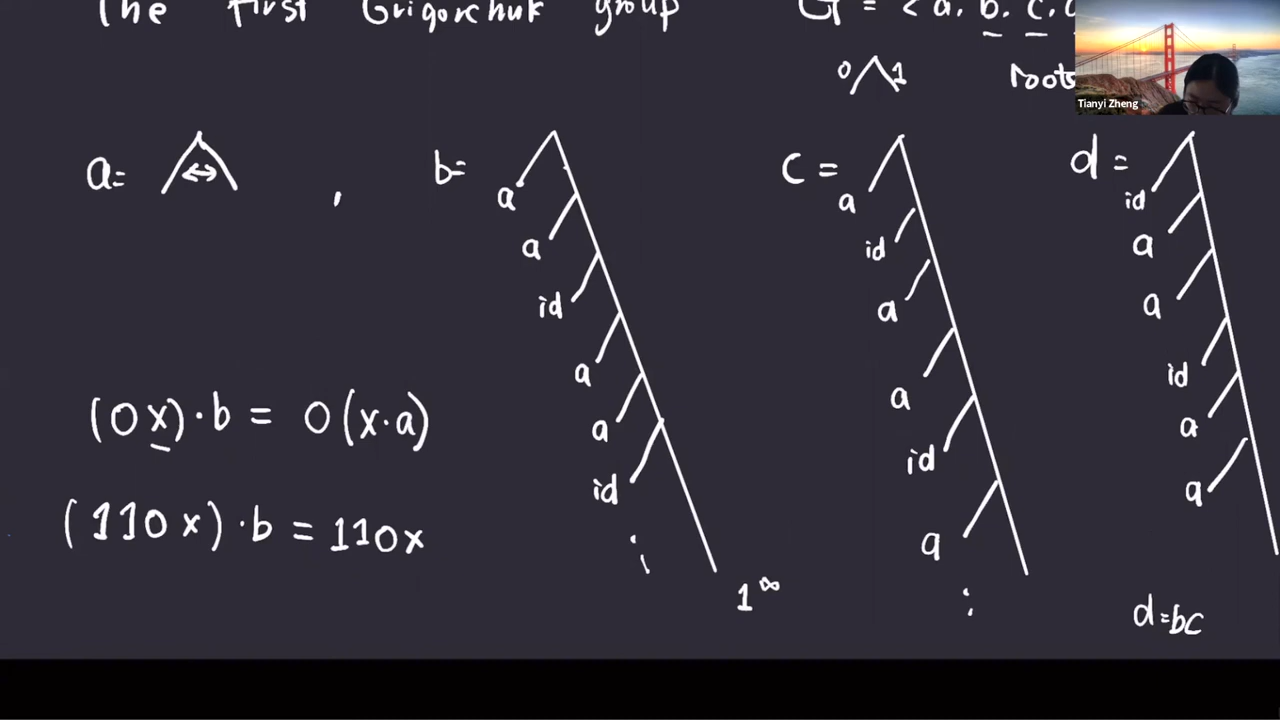 The first Grigorchuk group G = < a, b, c,
0 1 roots
Tianyi Zheng
a= , b= c = d =
a a id
a id a
id a a
a a id
a id a
id a a
(0x)·b = 0(x·a)
(110x)·b = 110x
1^∞
d=bc